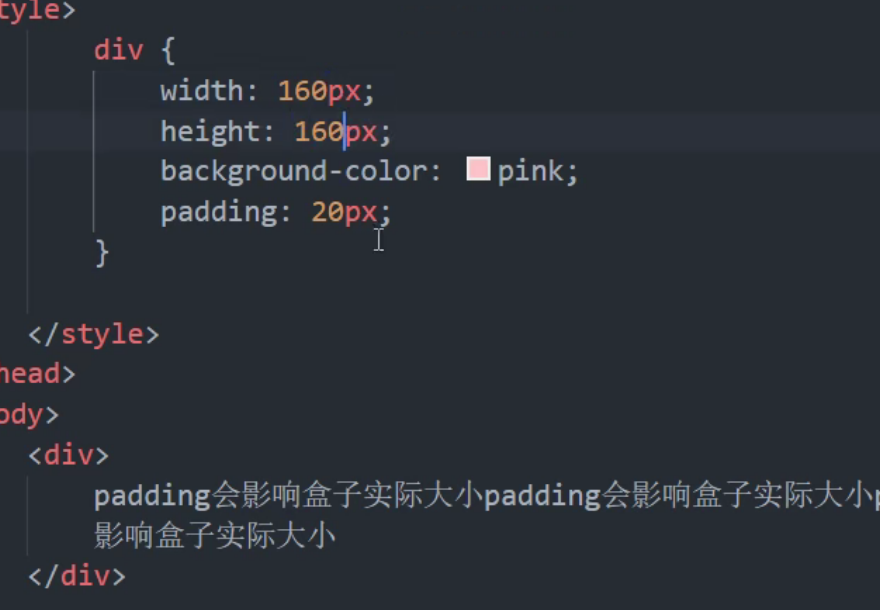 tyle>
div {
width: 160px;
height: 160px;
background-color: pink;
padding: 20px;
}
</style>
head>
ody>
<div>
padding会影响盒子实际大小padding会影响盒子实际大小p
影响盒子实际大小
</div>